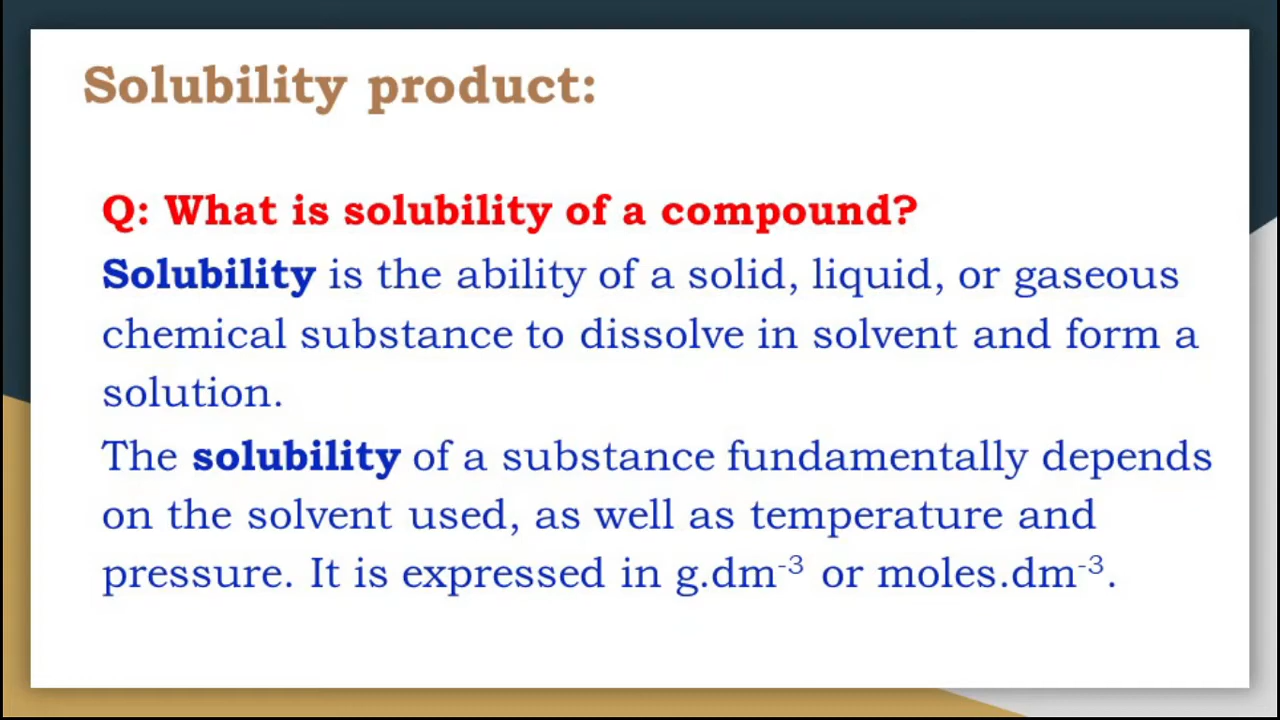 Solubility product:
Q: What is solubility of a compound?
Solubility is the ability of a solid, liquid, or gaseous
chemical substance to dissolve in solvent and form a
solution.
The solubility of a substance fundamentally depends
on the solvent used, as well as temperature and
pressure. It is expressed in g.dm⁻³ or moles.dm⁻³.